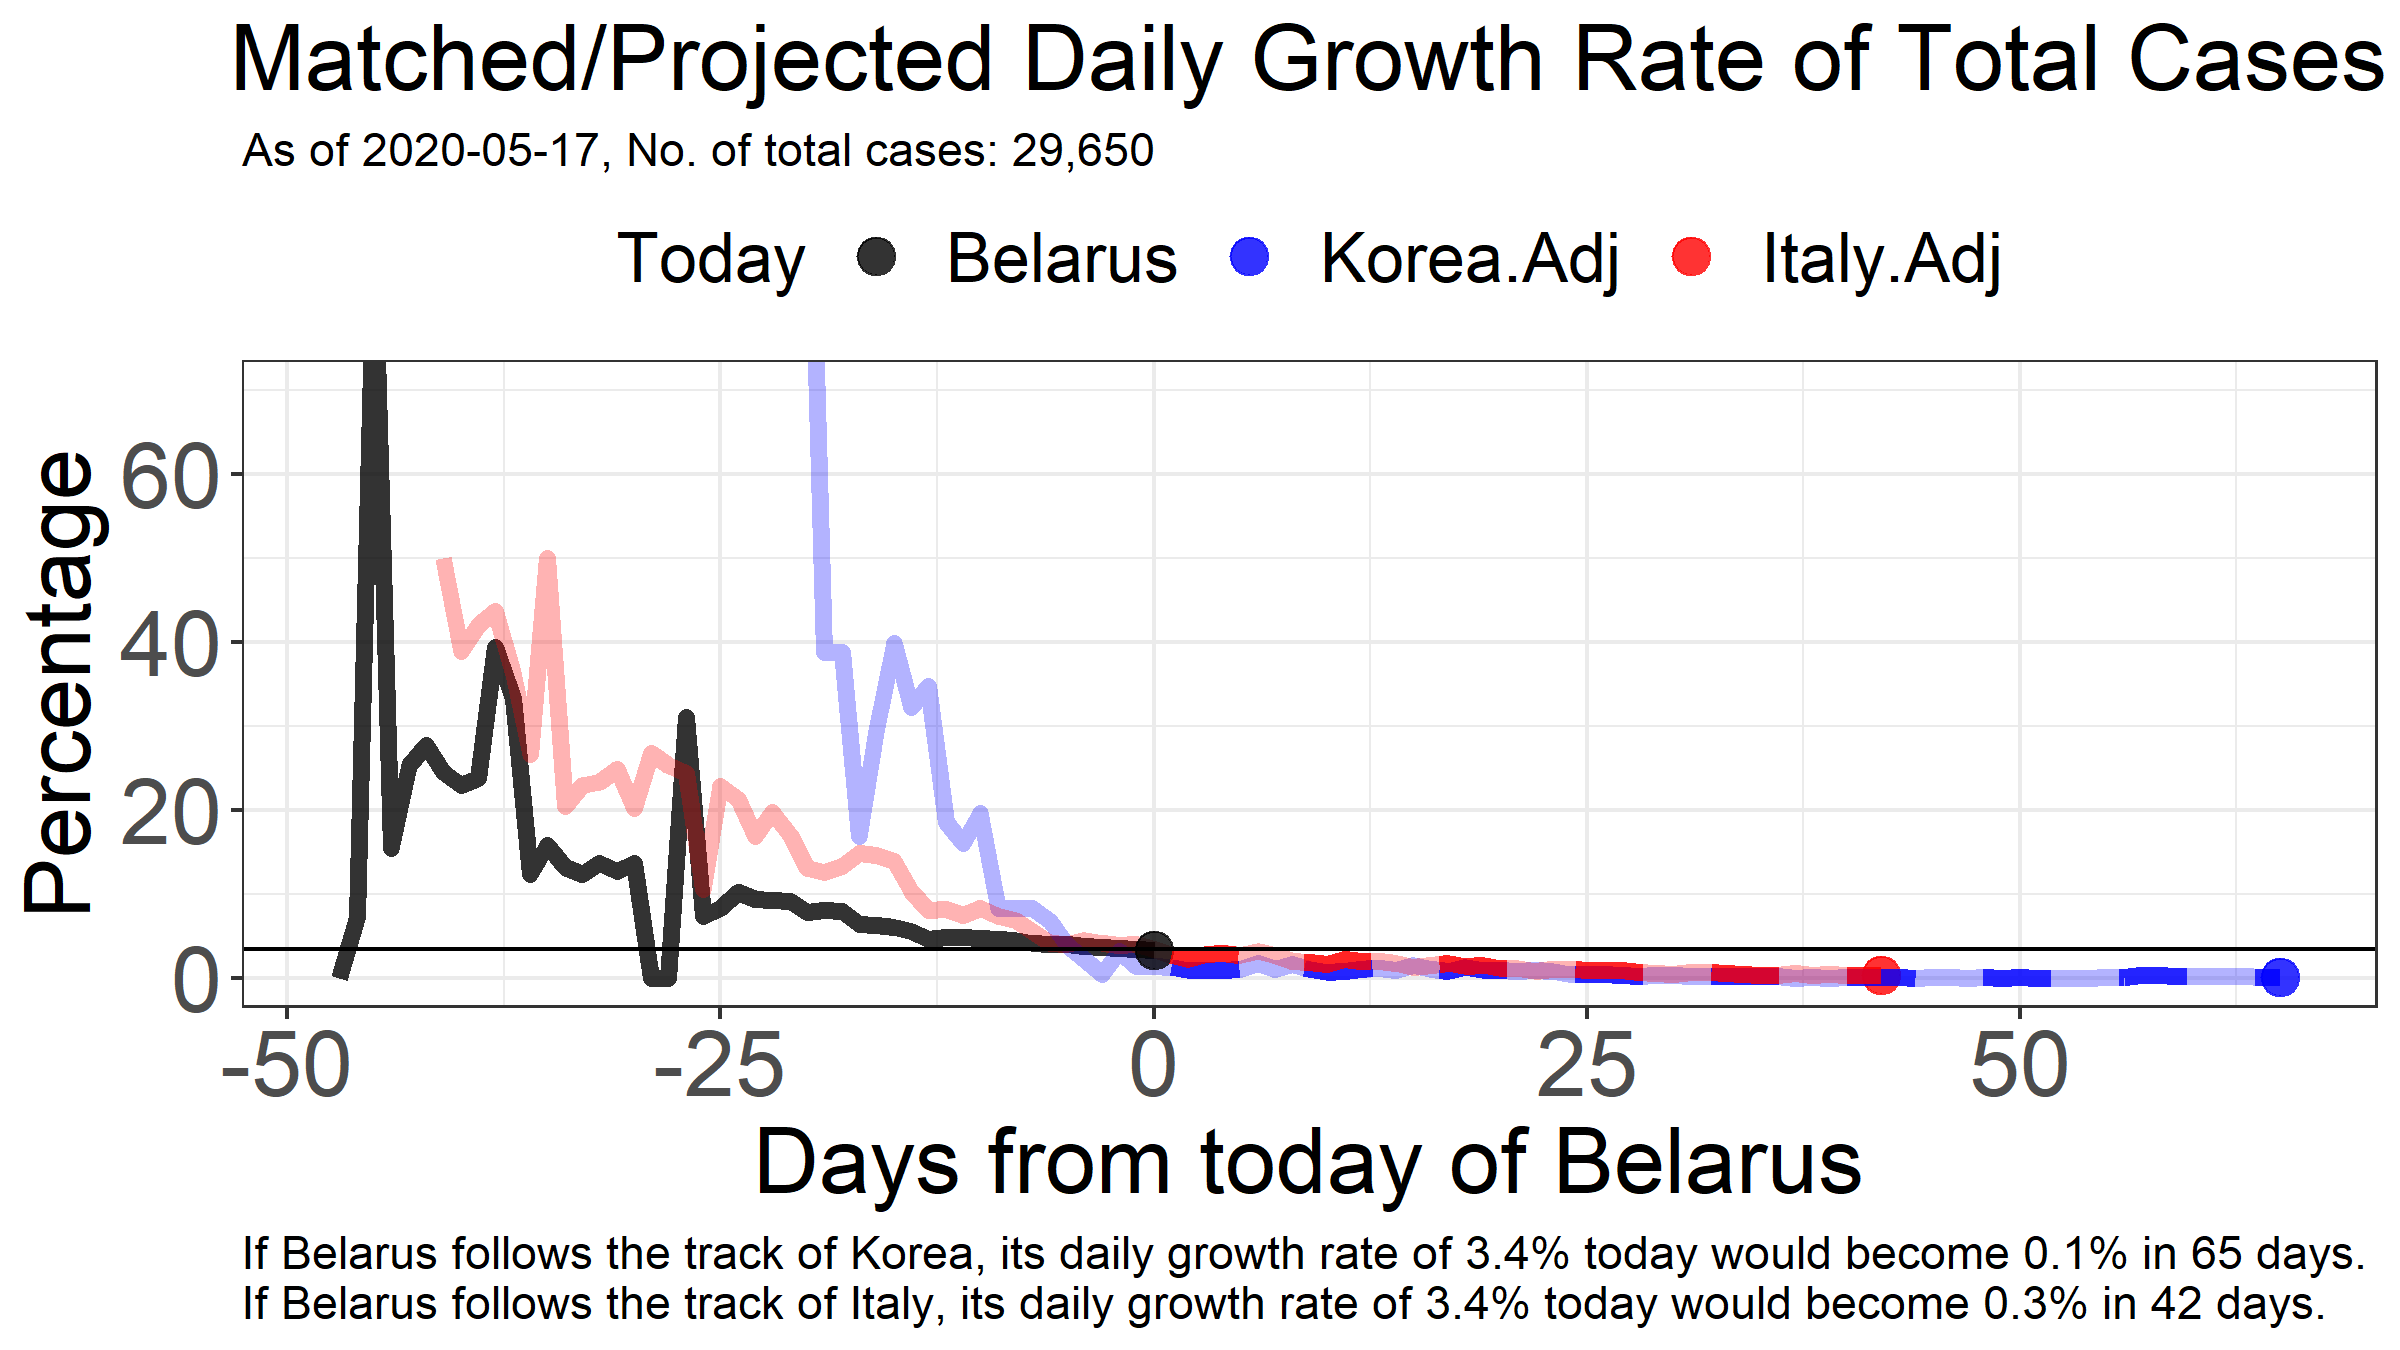 Matched/Projected Daily Growth Rate of Total Cases
As of 2020-05-17, No. of total cases: 29,650
Today Belarus Korea.Adj Italy.Adj
Percentage
60
40
20
0
-50 -25 0 25 50
Days from today of Belarus
If Belarus follows the track of Korea, its daily growth rate of 3.4% today would become 0.1% in 65 days.
If Belarus follows the track of Italy, its daily growth rate of 3.4% today would become 0.3% in 42 days.